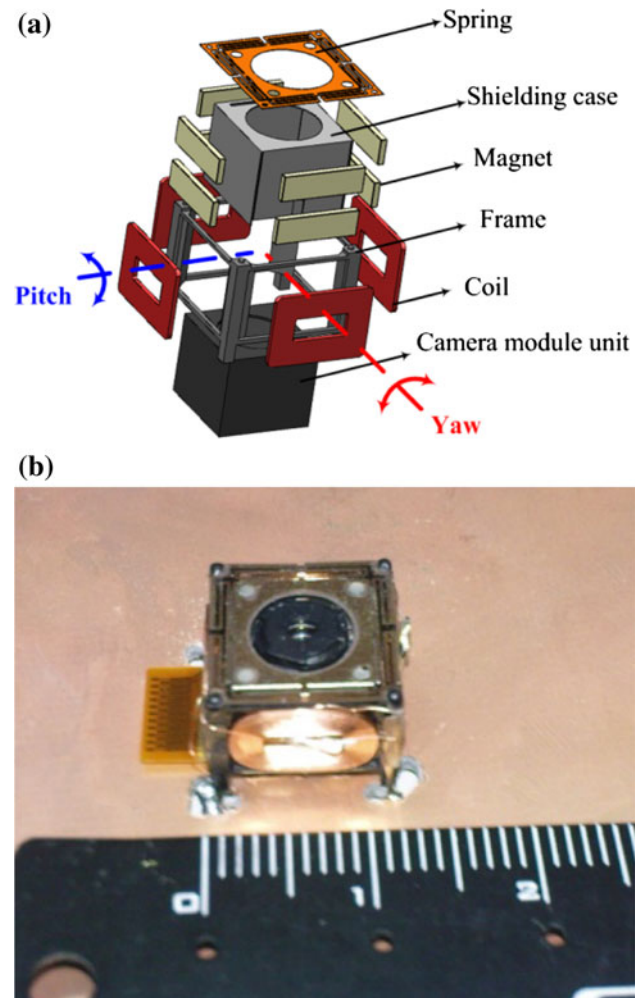 (a)
Spring
Shielding case
Magnet
Frame
Coil
Pitch
Camera module unit
Yaw
(b)
0 1 2